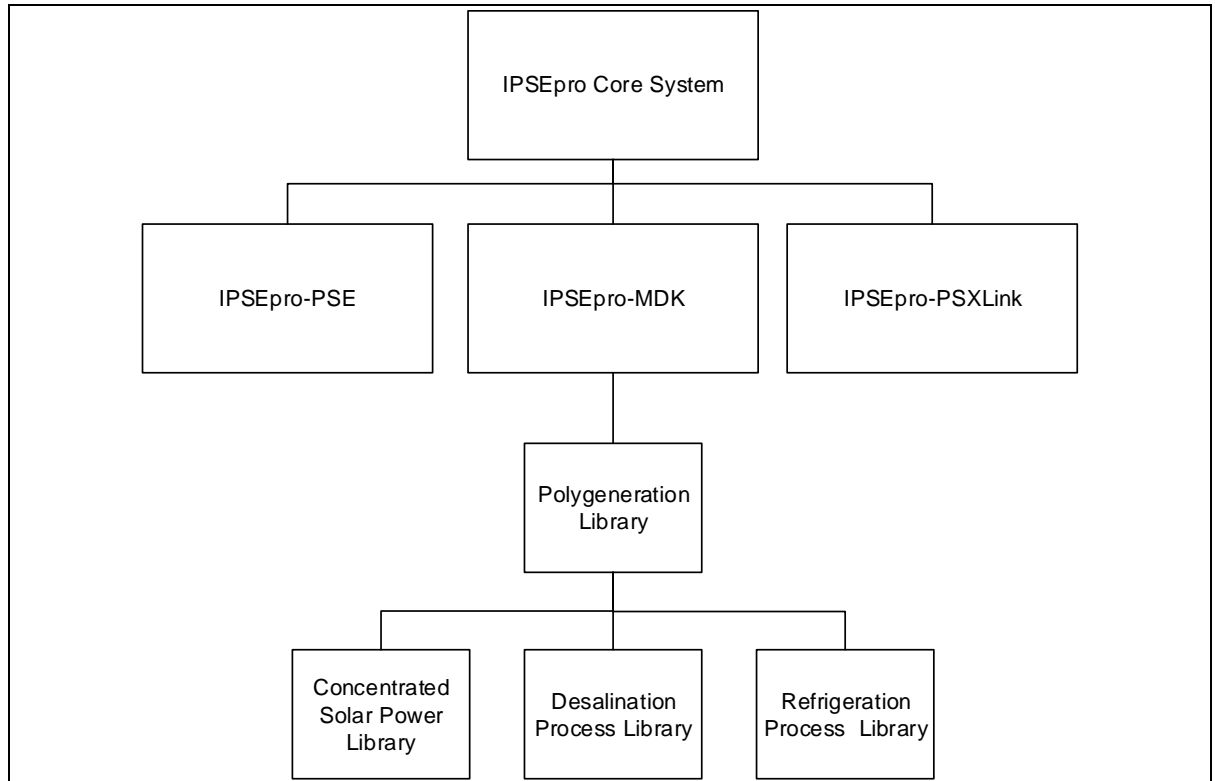 IPSEpro Core System
IPSEpro-PSE
IPSEpro-MDK
IPSEpro-PSXLink
Polygeneration
Library
Concentrated
Solar Power
Library
Desalination
Process Library
Refrigeration
Process Library